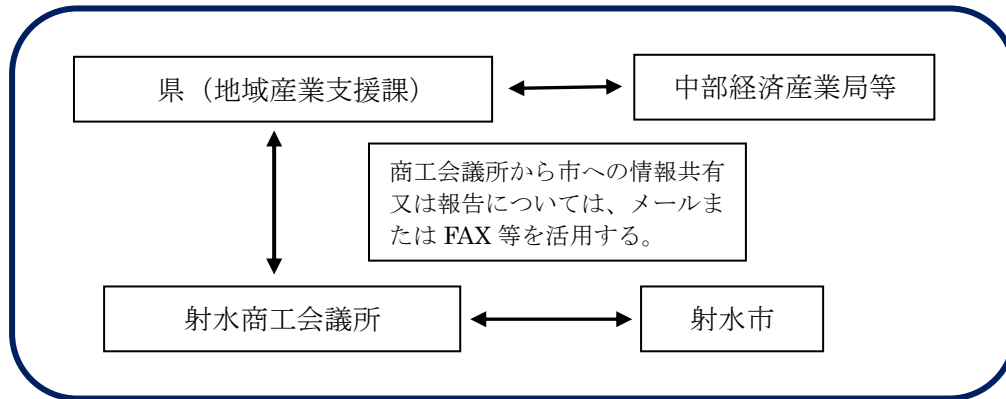 県（地域産業支援課）
中部経済産業局等
商工会議所から市への情報共有
又は報告については、メールま
たは FAX 等を活用する。
射水商工会議所
射水市